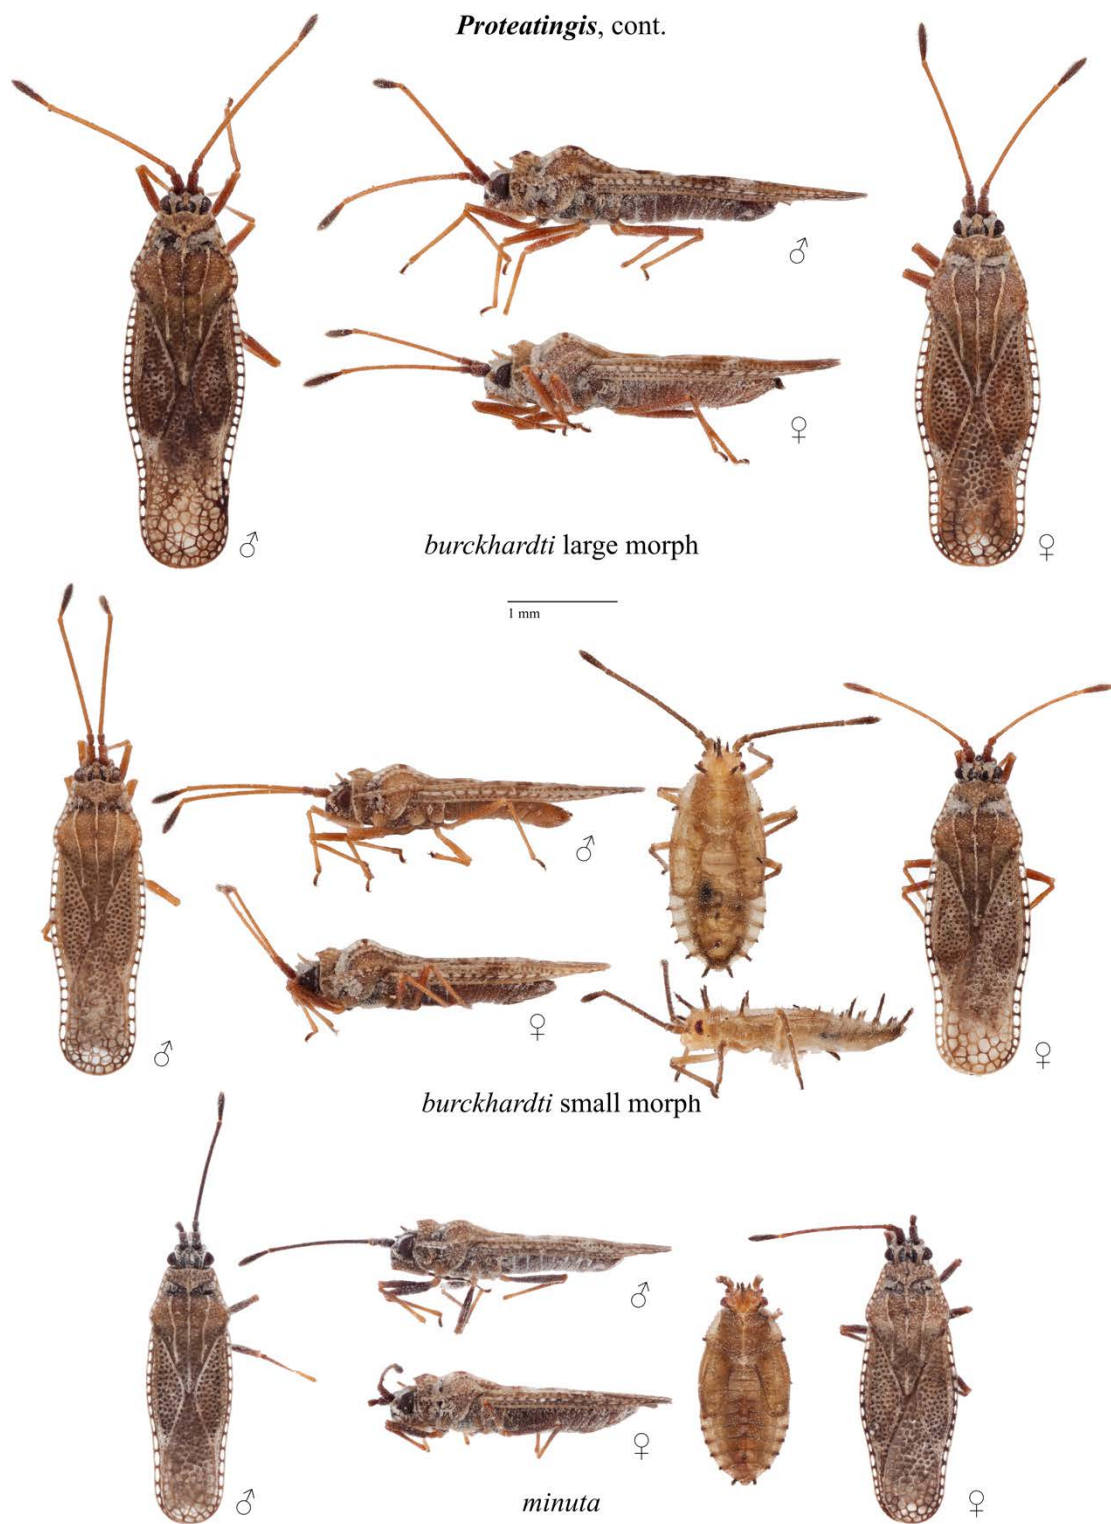 Proteatingis, cont.
♂
♀
♂
♀
burckhardti large morph
1 mm
♂
♀
♂
♀
burckhardti small morph
♂
♀
♂
♀
minuta